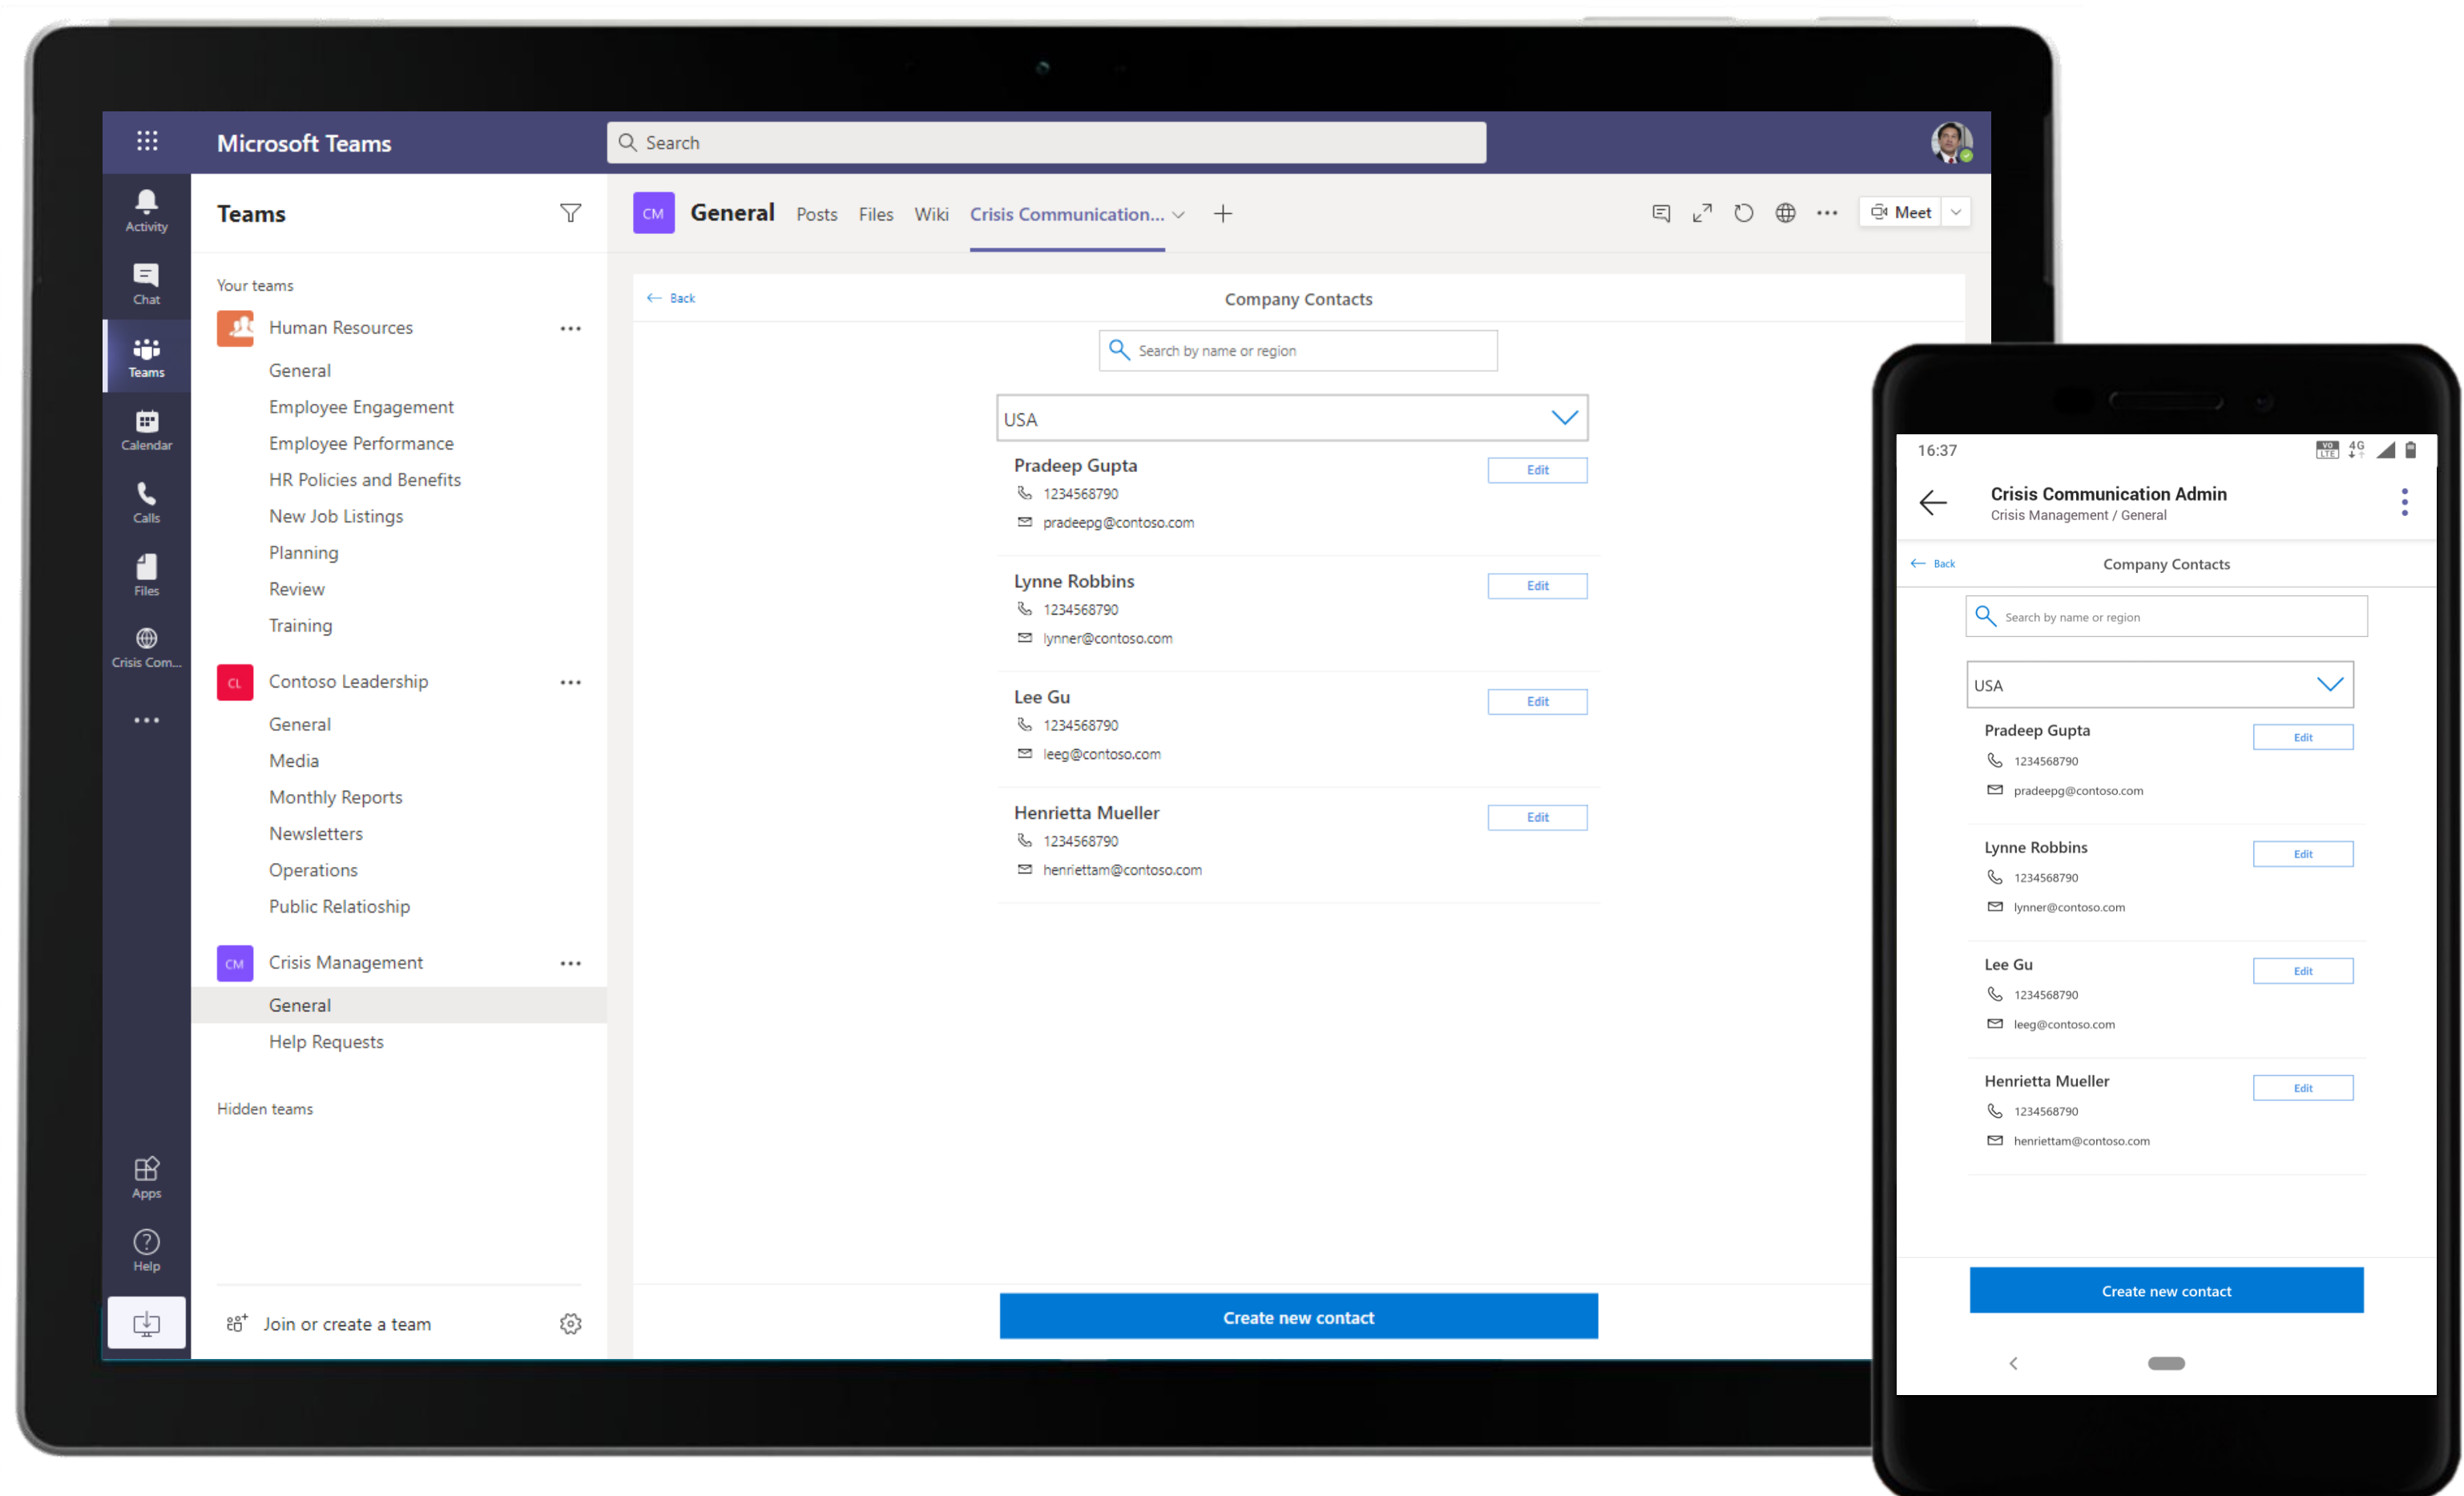 Microsoft Teams
Search
Activity
Chat
Teams
Calendar
Calls
Files
Crisis Com...
Apps
Help
Teams
Your teams
Human Resources
General
Employee Engagement
Employee Performance
HR Policies and Benefits
New Job Listings
Planning
Review
Training
CL Contoso Leadership
General
Media
Monthly Reports
Newsletters
Operations
Public Relatioship
CM Crisis Management
General
Help Requests
Hidden teams
Join or create a team
CM General Posts Files Wiki Crisis Communication... Meet
Back Company Contacts
Search by name or region
USA
Pradeep Gupta Edit
1234568790
pradeepg@contoso.com
Lynne Robbins Edit
1234568790
lynner@contoso.com
Lee Gu Edit
1234568790
leeg@contoso.com
Henrietta Mueller Edit
1234568790
henriettam@contoso.com
Create new contact
16:37 VO LTE 4G
Crisis Communication Admin
Crisis Management / General
Back Company Contacts
Search by name or region
USA
Pradeep Gupta Edit
1234568790
pradeepg@contoso.com
Lynne Robbins Edit
1234568790
lynner@contoso.com
Lee Gu Edit
1234568790
leeg@contoso.com
Henrietta Mueller Edit
1234568790
henriettam@contoso.com
Create new contact